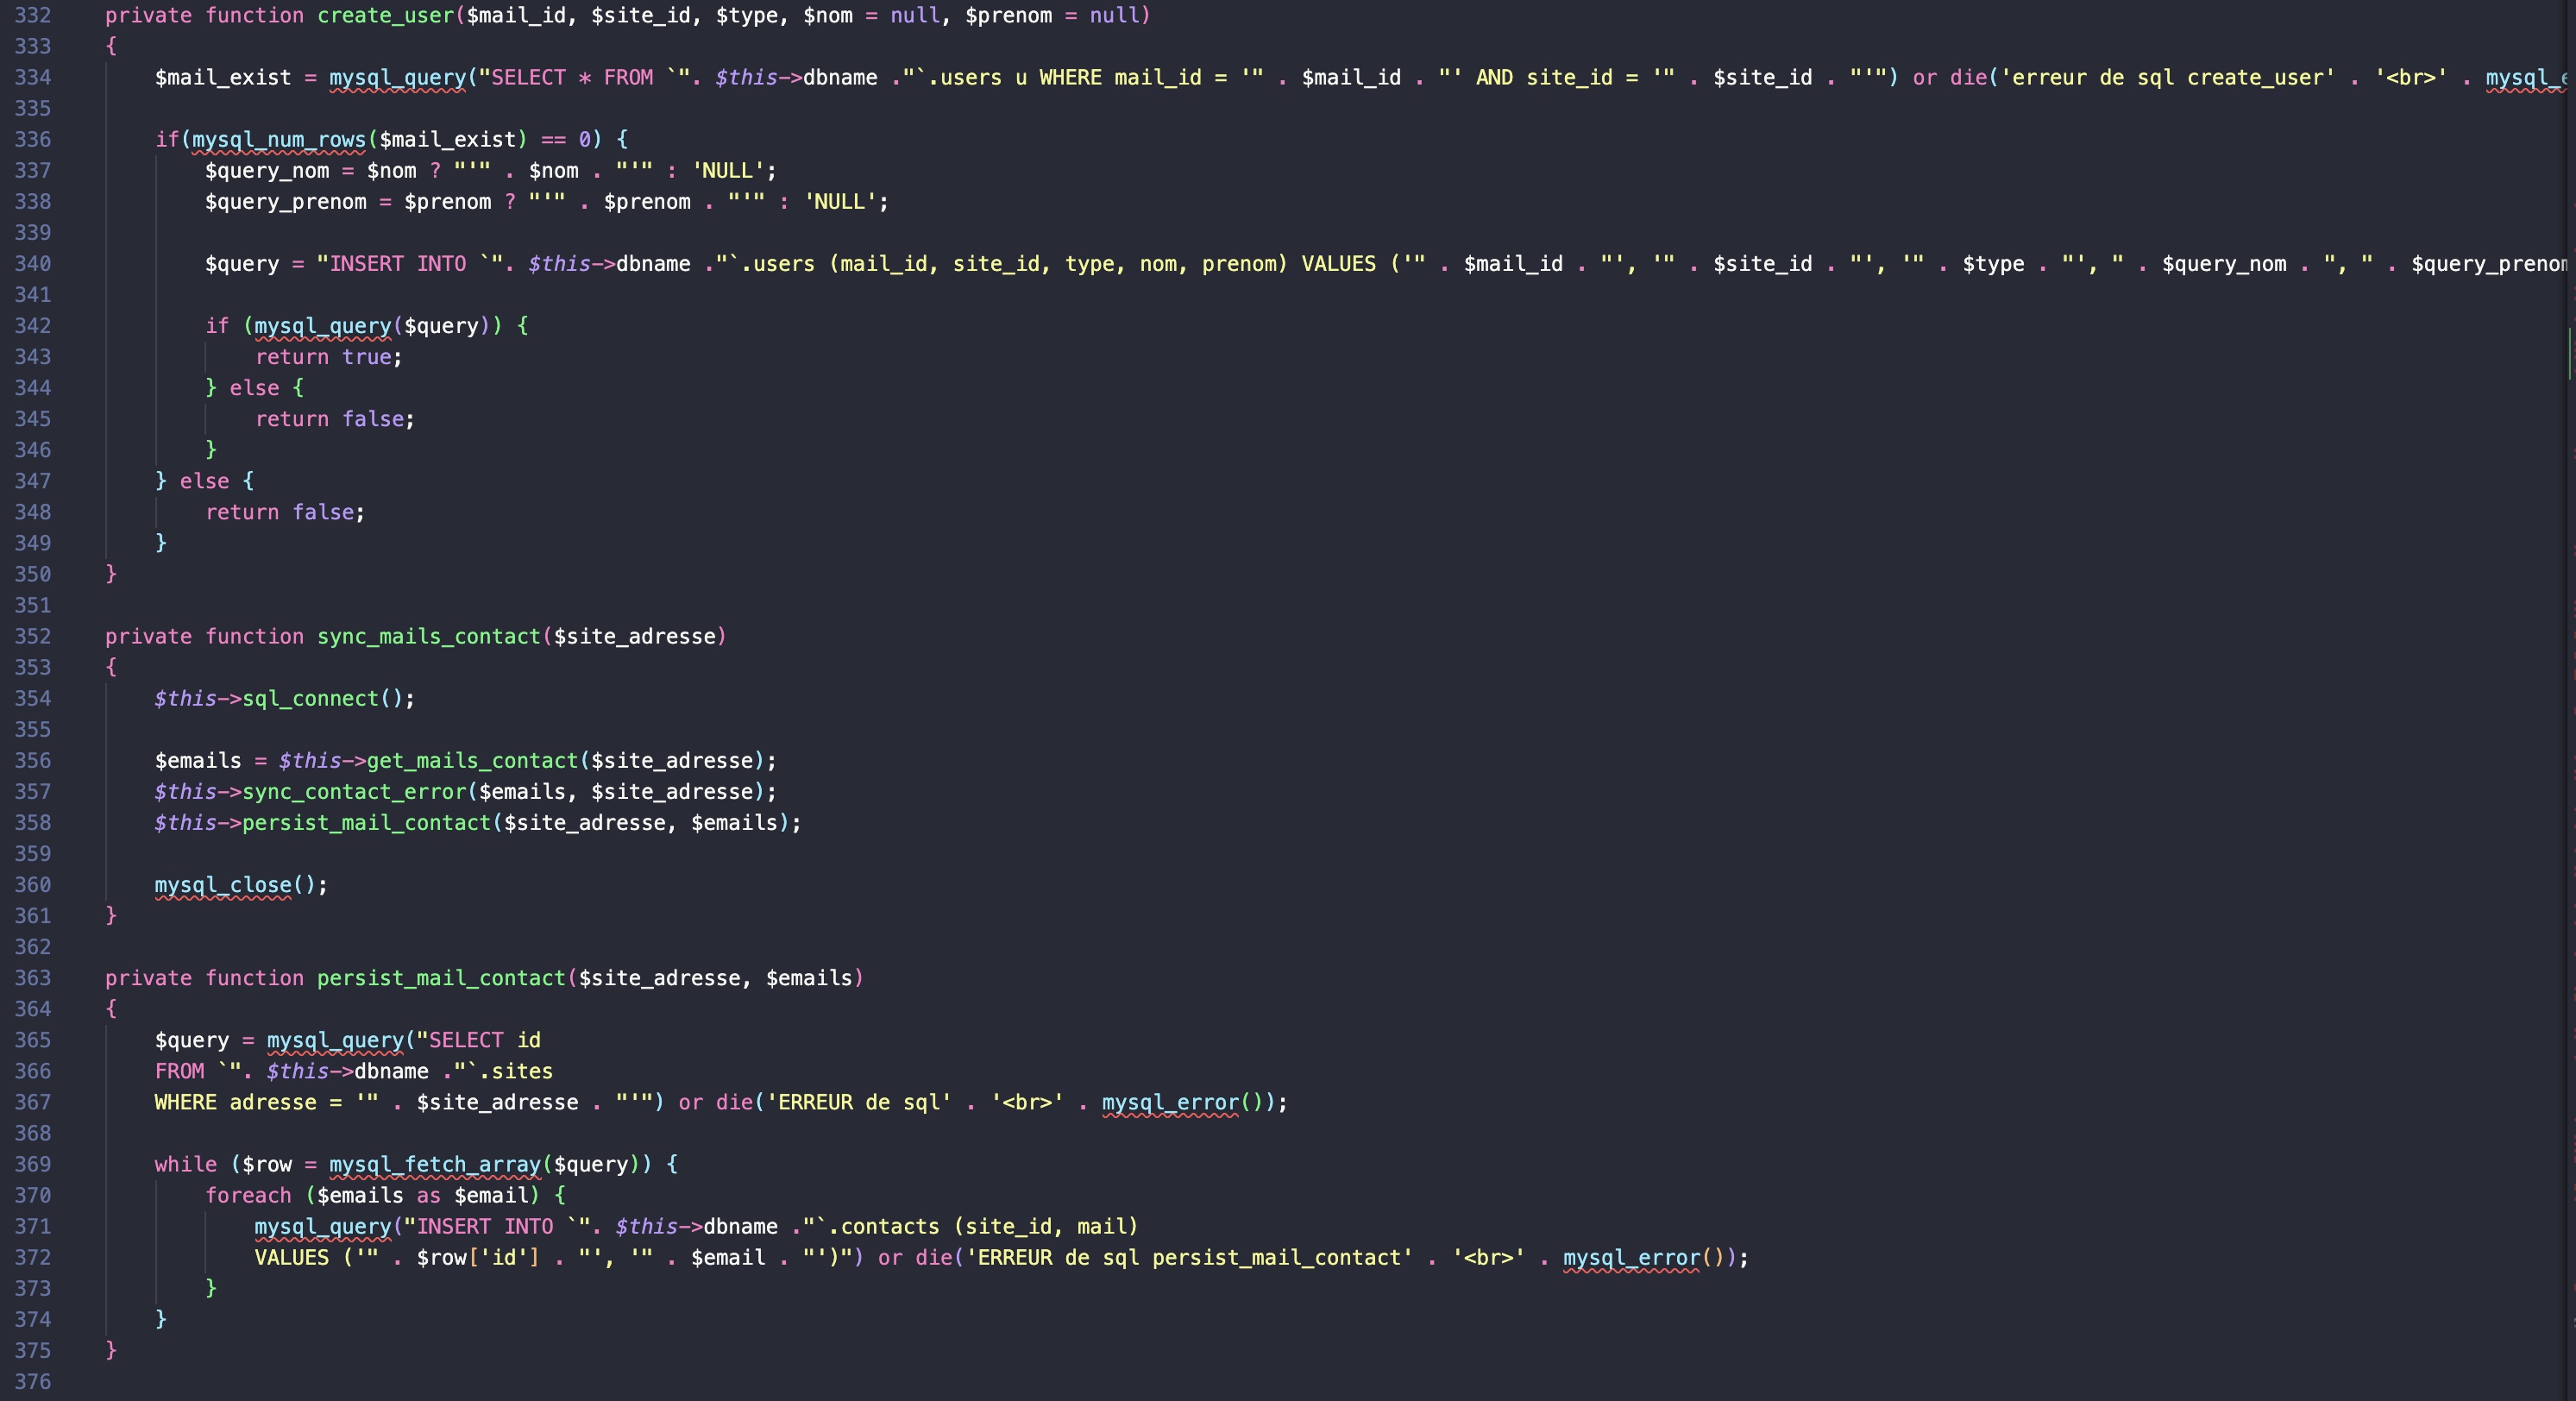 332 private function create_user($mail_id, $site_id, $type, $nom = null, $prenom = null)
333 {
334 $mail_exist = mysql_query("SELECT * FROM `". $this->dbname ."`.users u WHERE mail_id = '" . $mail_id . "' AND site_id = '" . $site_id . "'") or die('erreur de sql create_user' . '<br>' . mysql_e
335
336 if(mysql_num_rows($mail_exist) == 0) {
337 $query_nom = $nom ? "'" . $nom . "'" : 'NULL';
338 $query_prenom = $prenom ? "'" . $prenom . "'" : 'NULL';
339
340 $query = "INSERT INTO `". $this->dbname ."`.users (mail_id, site_id, type, nom, prenom) VALUES ('" . $mail_id . "', '" . $site_id . "', '" . $type . "', " . $query_nom . ", " . $query_prenom
341
342 if (mysql_query($query)) {
343 return true;
344 } else {
345 return false;
346 }
347 } else {
348 return false;
349 }
350 }
351
352 private function sync_mails_contact($site_adresse)
353 {
354 $this->sql_connect();
355
356 $emails = $this->get_mails_contact($site_adresse);
357 $this->sync_contact_error($emails, $site_adresse);
358 $this->persist_mail_contact($site_adresse, $emails);
359
360 mysql_close();
361 }
362
363 private function persist_mail_contact($site_adresse, $emails)
364 {
365 $query = mysql_query("SELECT id
366 FROM `". $this->dbname ."`.sites
367 WHERE adresse = '" . $site_adresse . "'") or die('ERREUR de sql' . '<br>' . mysql_error());
368
369 while ($row = mysql_fetch_array($query)) {
370 foreach ($emails as $email) {
371 mysql_query("INSERT INTO `". $this->dbname ."`.contacts (site_id, mail)
372 VALUES ('" . $row['id'] . "', '" . $email . "')") or die('ERREUR de sql persist_mail_contact' . '<br>' . mysql_error());
373 }
374 }
375 }
376